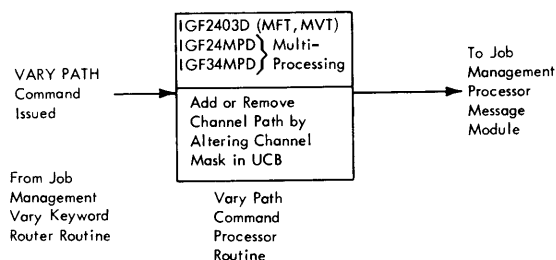 IGF2403D (MFT, MVT)
IGF24MPD } Multi-
IGF34MPD } Processing
VARY PATH
Command
Issued
Add or Remove
Channel Path by
Altering Channel
Mask in UCB
To Job
Management
Processor
Message
Module
From Job
Management
Vary Keyword
Router Routine
Vary Path
Command
Processor
Routine